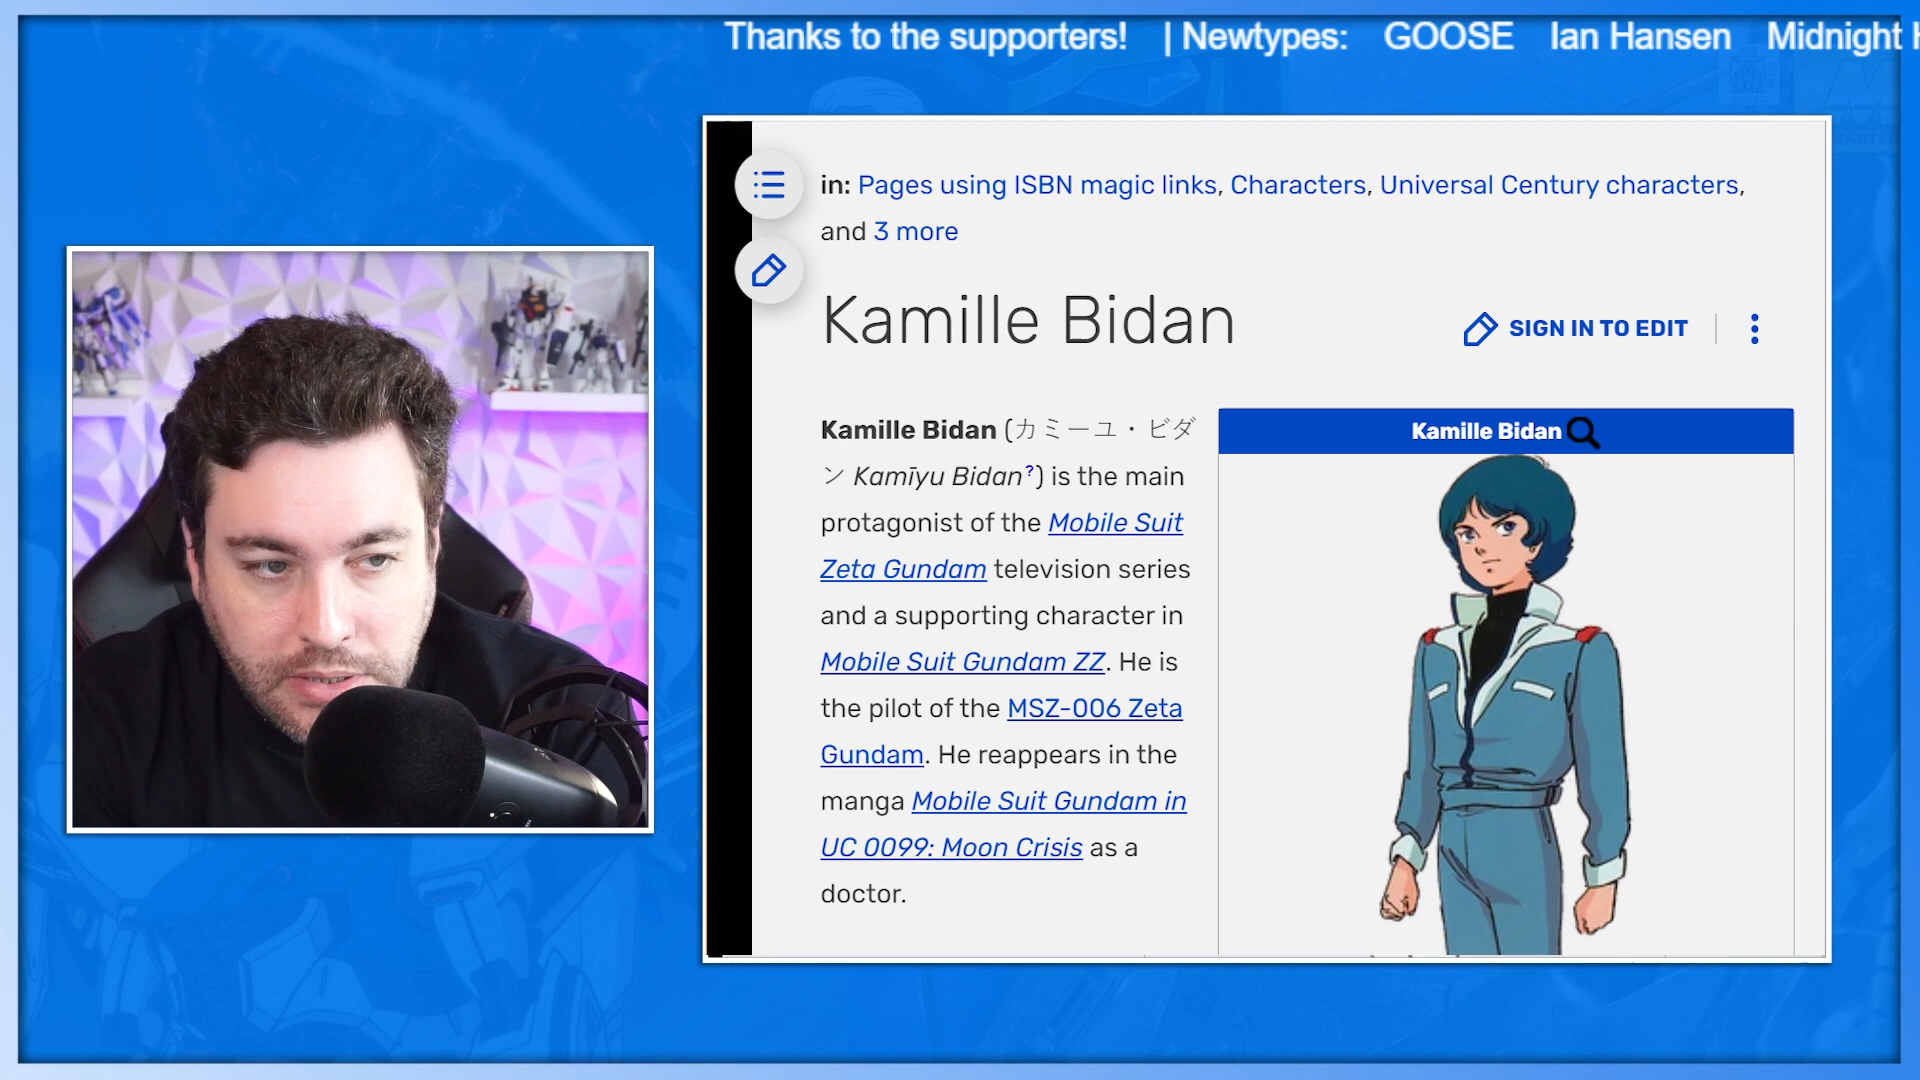 Thanks to the supporters! | Newtypes: GOOSE Ian Hansen Midnight H
in: Pages using ISBN magic links, Characters, Universal Century characters,
and 3 more
Kamille Bidan
SIGN IN TO EDIT
Kamille Bidan (カミーユ・ビダ
ン Kamīyu Bidan?) is the main
protagonist of the Mobile Suit
Zeta Gundam television series
and a supporting character in
Mobile Suit Gundam ZZ. He is
the pilot of the MSZ-006 Zeta
Gundam. He reappears in the
manga Mobile Suit Gundam in
UC 0099: Moon Crisis as a
doctor.
Kamille Bidan